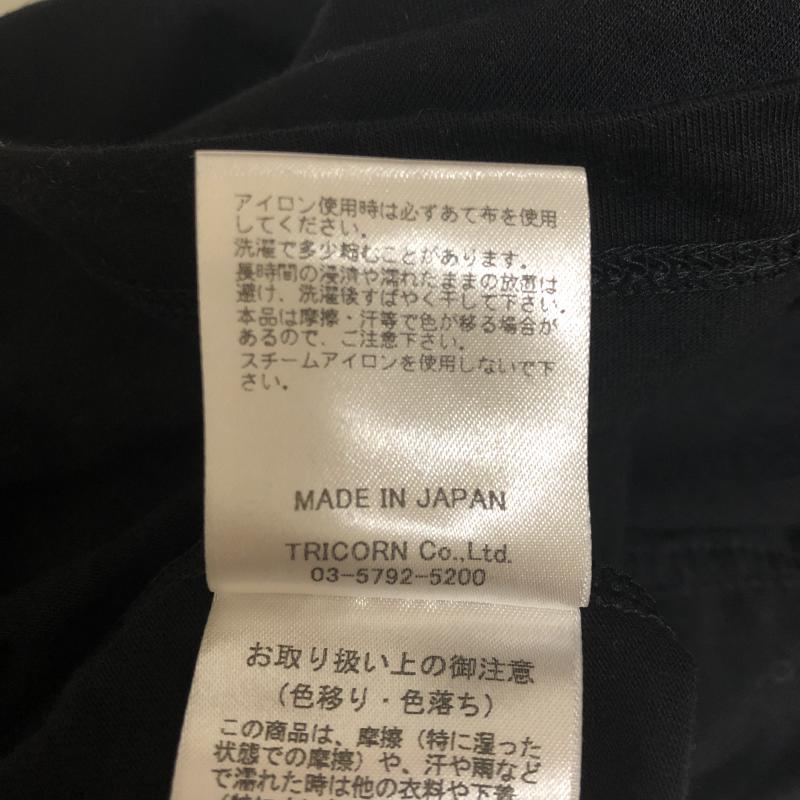 アイロン使用時は必ずあて布を使用
してください。
洗濯で多少縮むことがあります。
長時間の浸漬や濡れたままの放置は
避け、洗濯後すばやく干して下さい。
本品は摩擦・汗等で色が移る場合が
あるので、ご注意下さい。
スチームアイロンを使用しないで下
さい。
MADE IN JAPAN
TRICORN Co.,Ltd.
03-5792-5200
お取り扱い上の御注意
(色移り・色落ち)
この商品は、摩擦(特に湿った
状態での摩擦)や、汗や雨など
で濡れた時は他の衣料や下着